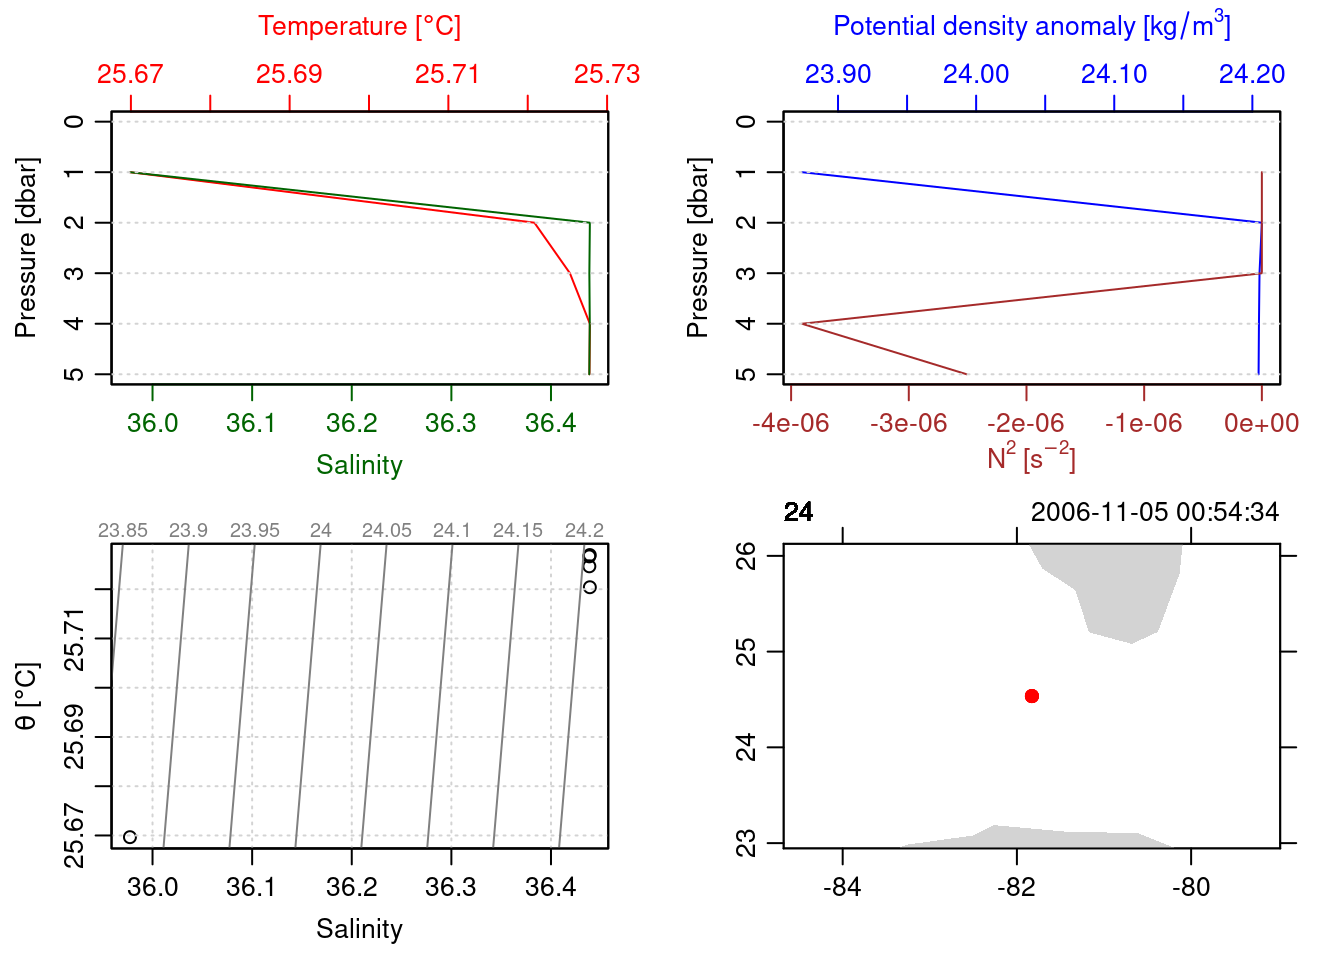 Temperature [°C]
25.67 25.69 25.71 25.73
0
1
2
3
4
5
Pressure [dbar]
36.0 36.1 36.2 36.3 36.4
Salinity
Potential density anomaly [kg/m³]
23.90 24.00 24.10 24.20
0
1
2
3
4
5
Pressure [dbar]
-4e-06 -3e-06 -2e-06 -1e-06 0e+00
N² [s⁻²]
23.85 23.9 23.95 24 24.05 24.1 24.15 24.2
25.71
25.69
25.67
θ [°C]
36.0 36.1 36.2 36.3 36.4
Salinity
24 2006-11-05 00:54:34
26
25
24
23
-84 -82 -80